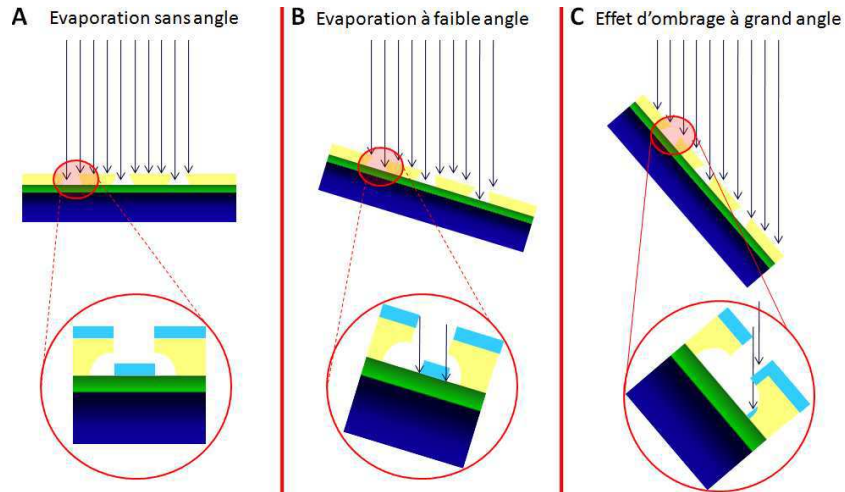 A Evaporation sans angle
B Evaporation à faible angle
C Effet d'ombrage à grand angle